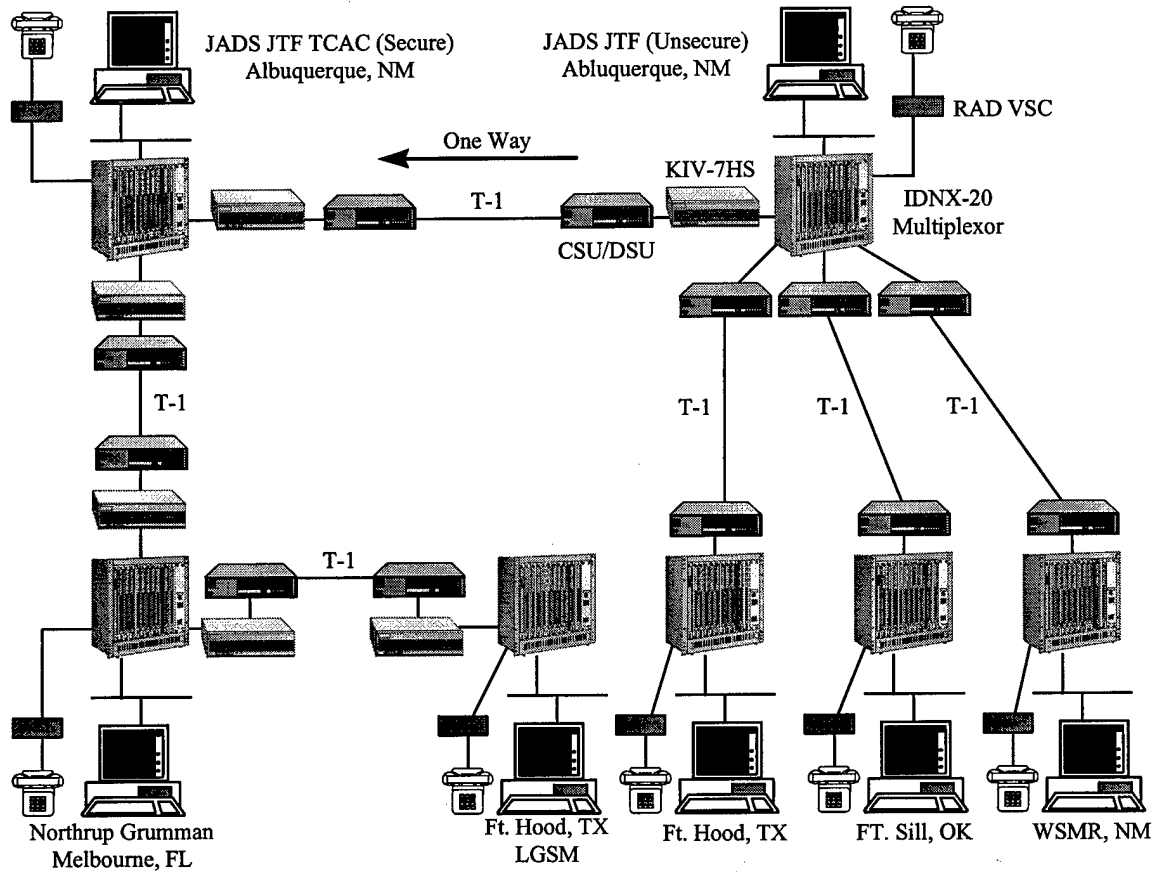 JADS JTF TCAC (Secure)
Albuquerque, NM
JADS JTF (Unsecure)
Abluquerque, NM
RAD VSC
One Way
KIV-7HS
T-1
IDNX-20
Multiplexor
CSU/DSU
T-1
T-1
T-1
T-1
T-1
Northrup Grumman
Melbourne, FL
Ft. Hood, TX
LGSM
Ft. Hood, TX
FT. Sill, OK
WSMR, NM